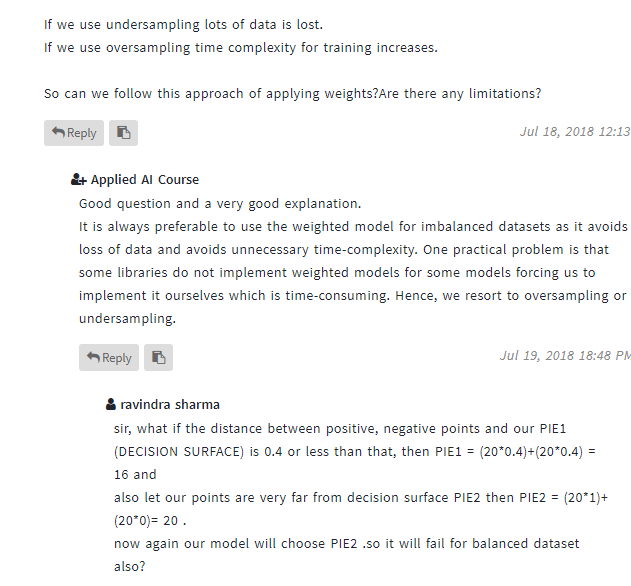 If we use undersampling lots of data is lost.
If we use oversampling time complexity for training increases.
So can we follow this approach of applying weights?Are there any limitations?
Reply
Jul 18, 2018 12:13
Applied AI Course
Good question and a very good explanation.
It is always preferable to use the weighted model for imbalanced datasets as it avoids
loss of data and avoids unnecessary time-complexity. One practical problem is that
some libraries do not implement weighted models for some models forcing us to
implement it ourselves which is time-consuming. Hence, we resort to oversampling or
undersampling.
Reply
Jul 19, 2018 18:48 PM
ravindra sharma
sir, what if the distance between positive, negative points and our PIE1
(DECISION SURFACE) is 0.4 or less than that, then PIE1 = (20*0.4)+(20*0.4) =
16 and
also let our points are very far from decision surface PIE2 then PIE2 = (20*1)+
(20*0)= 20 .
now again our model will choose PIE2 .so it will fail for balanced dataset
also?